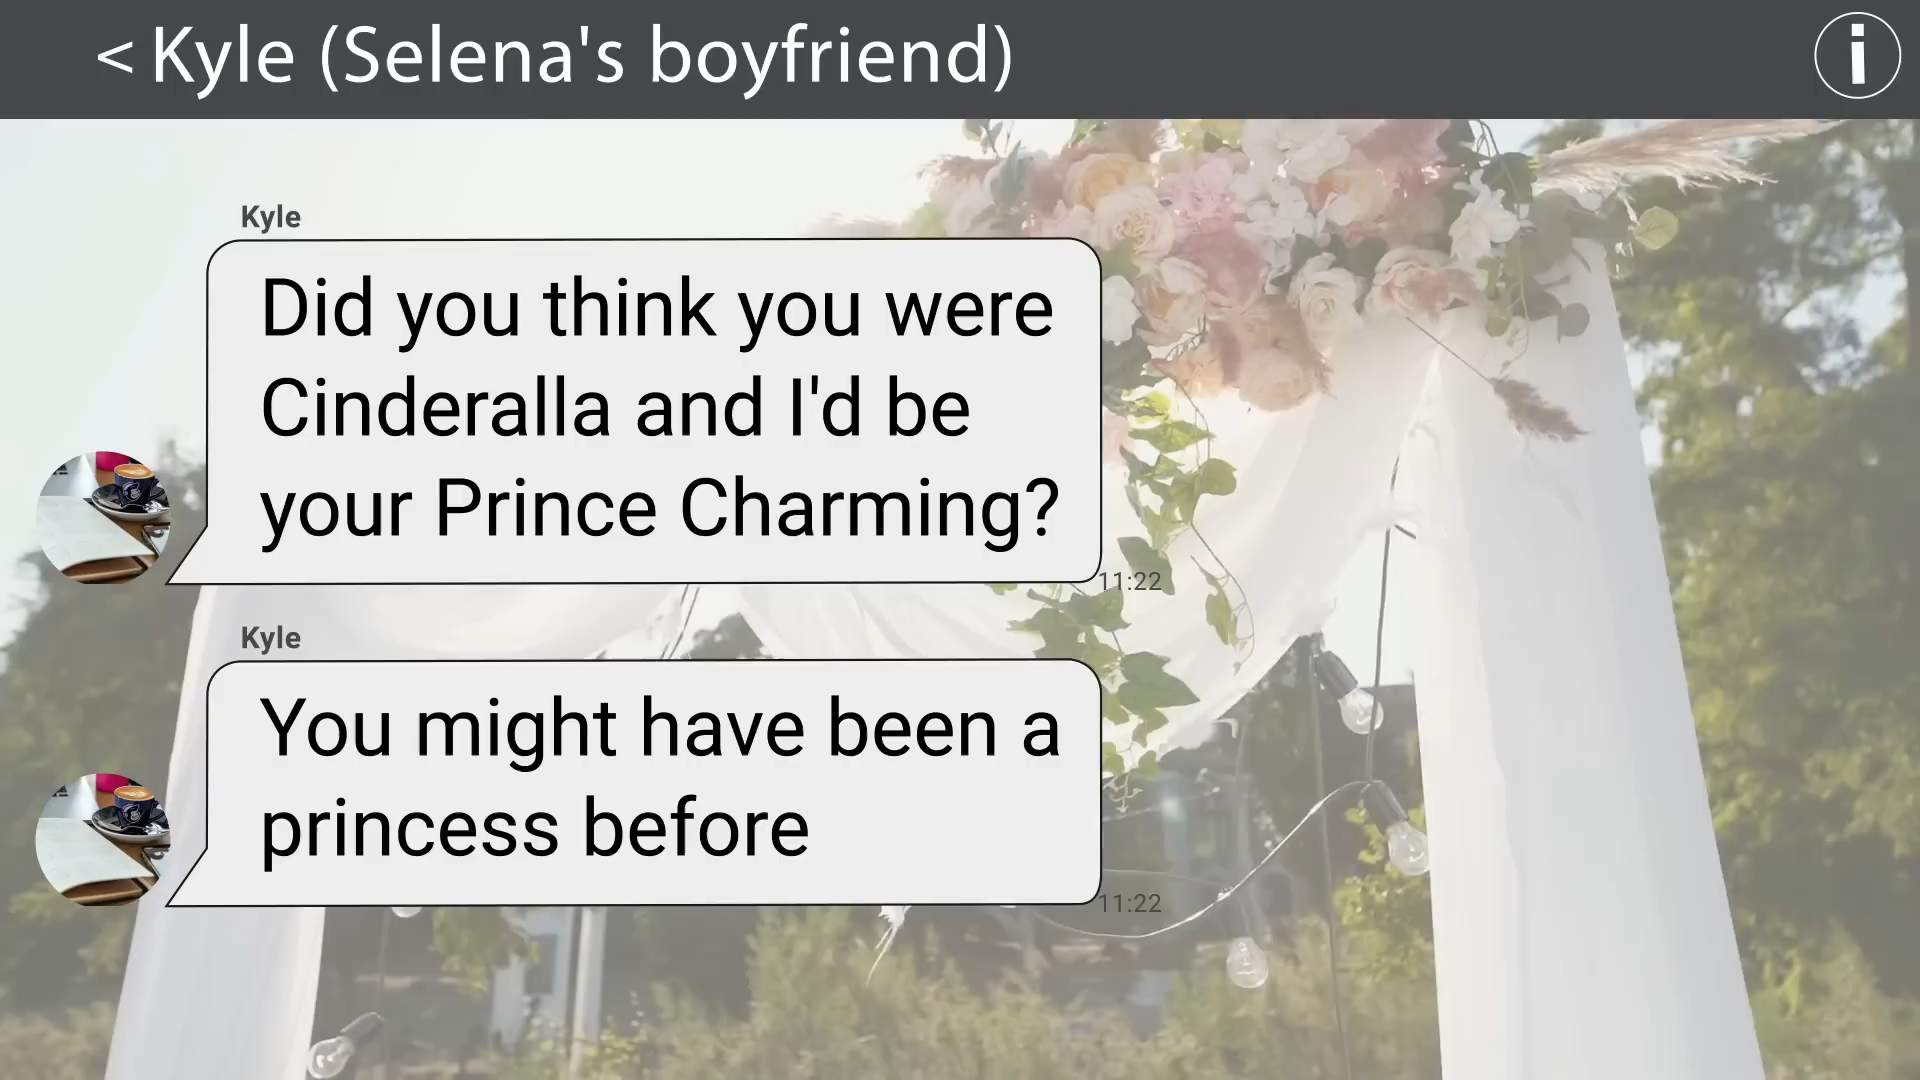 < Kyle (Selena's boyfriend)
i
Kyle
Did you think you were
Cinderalla and I'd be
your Prince Charming?
11:22
Kyle
You might have been a
princess before
11:22